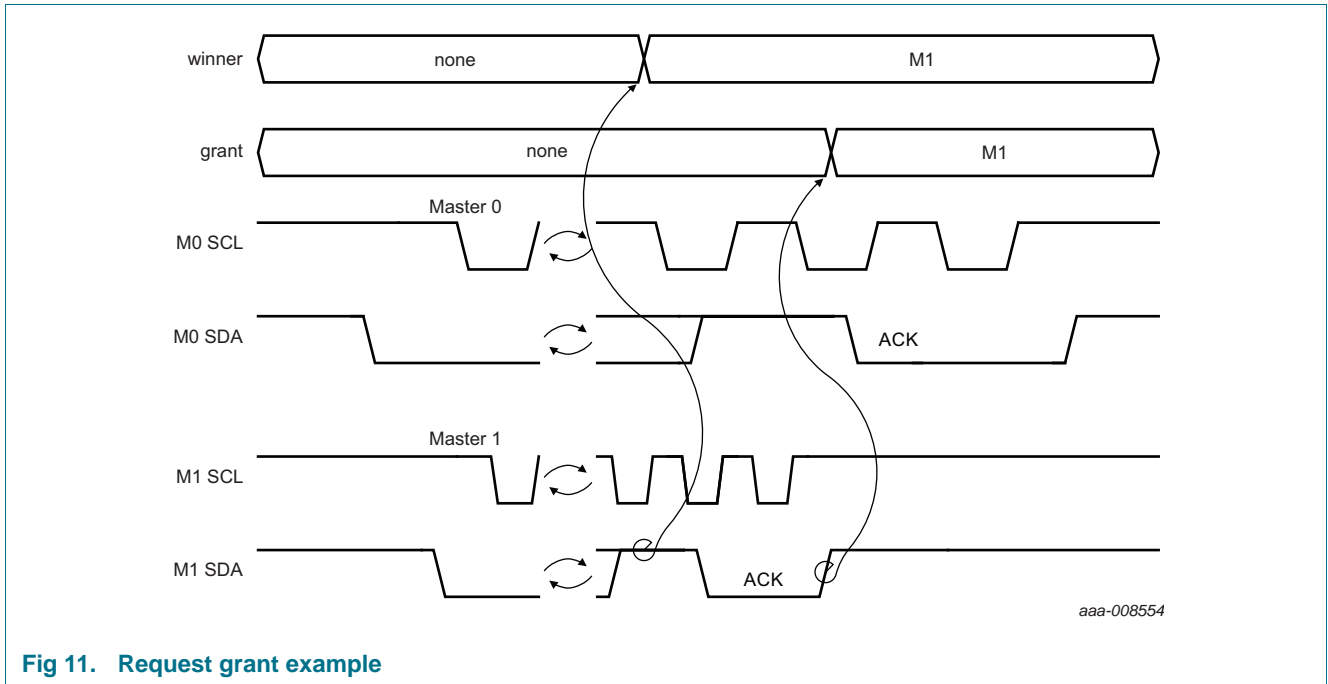 winner
none
M1
grant
none
M1
Master 0
M0 SCL
M0 SDA
ACK
Master 1
M1 SCL
M1 SDA
ACK
aaa-008554
Fig 11. Request grant example